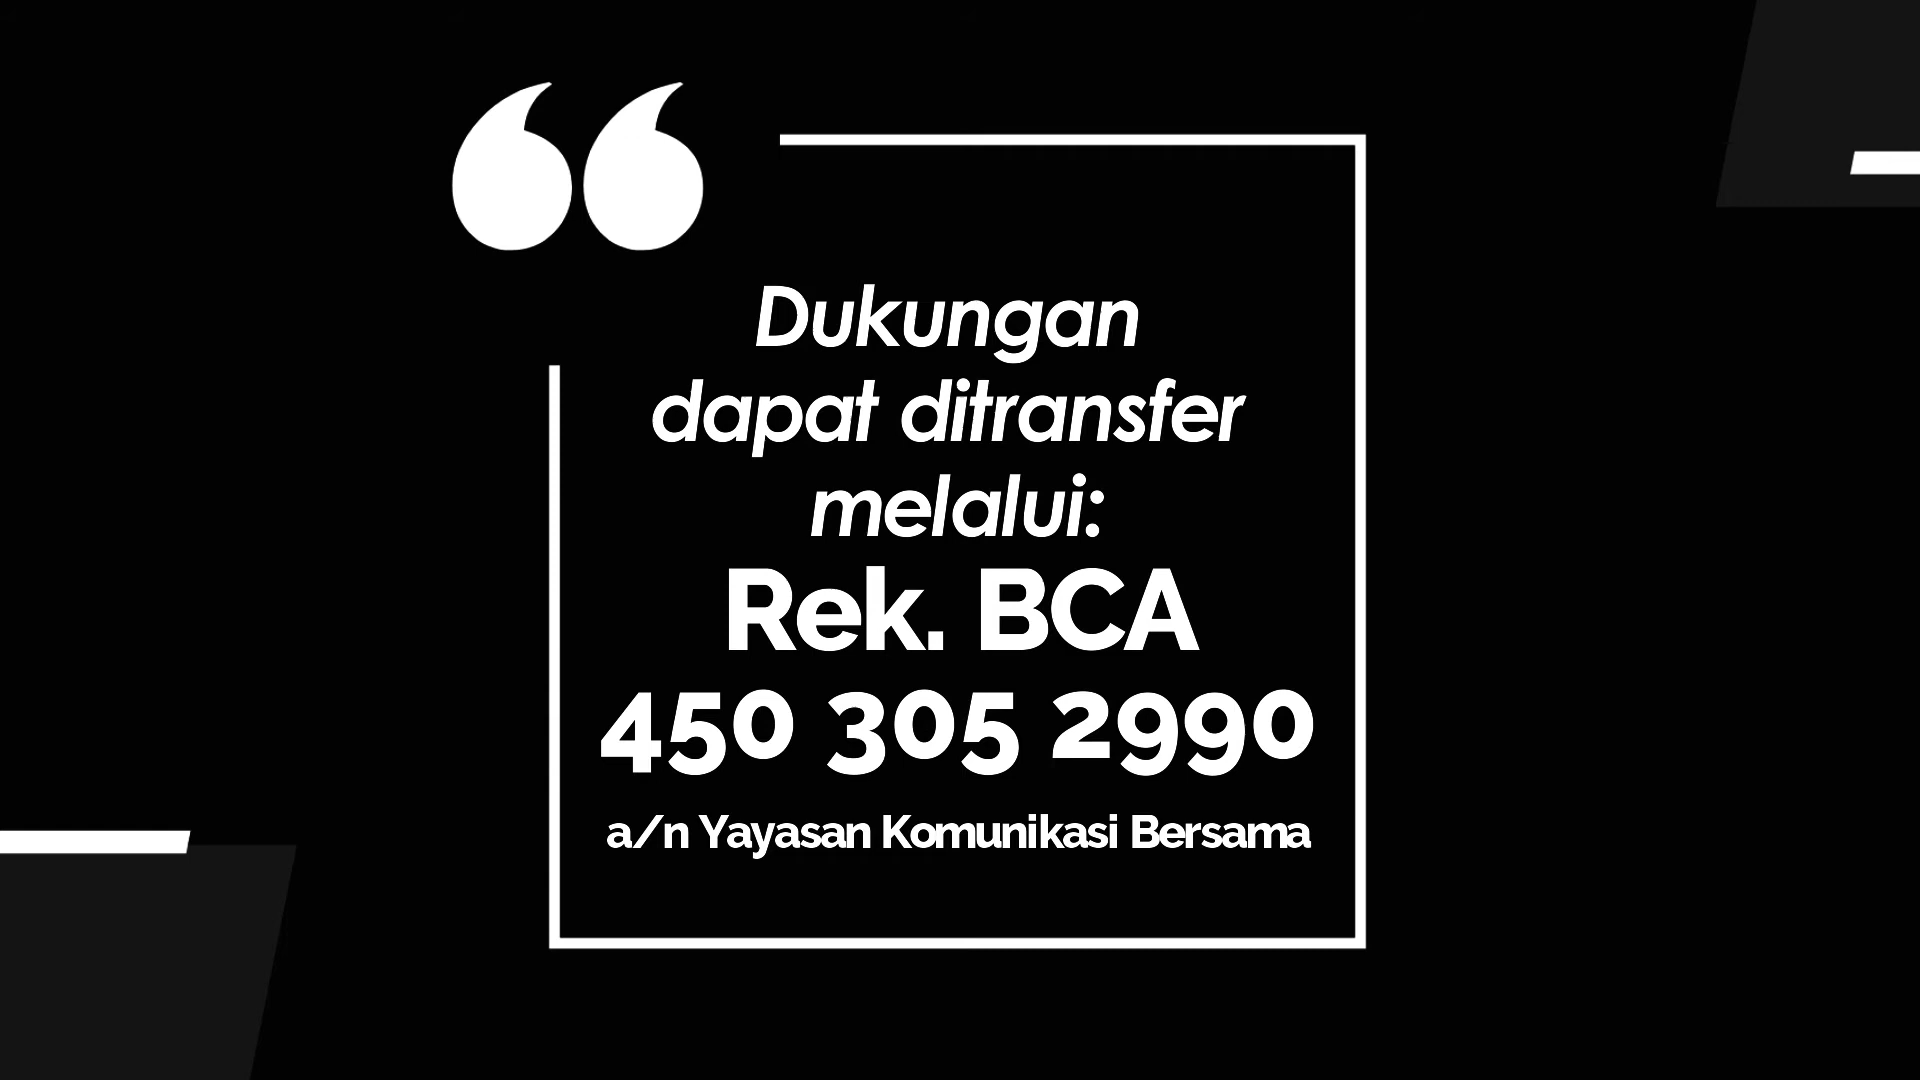 Dukungan
dapat ditransfer
melalui:
Rek. BCA
450 305 2990
a/n Yayasan Komunikasi Bersama